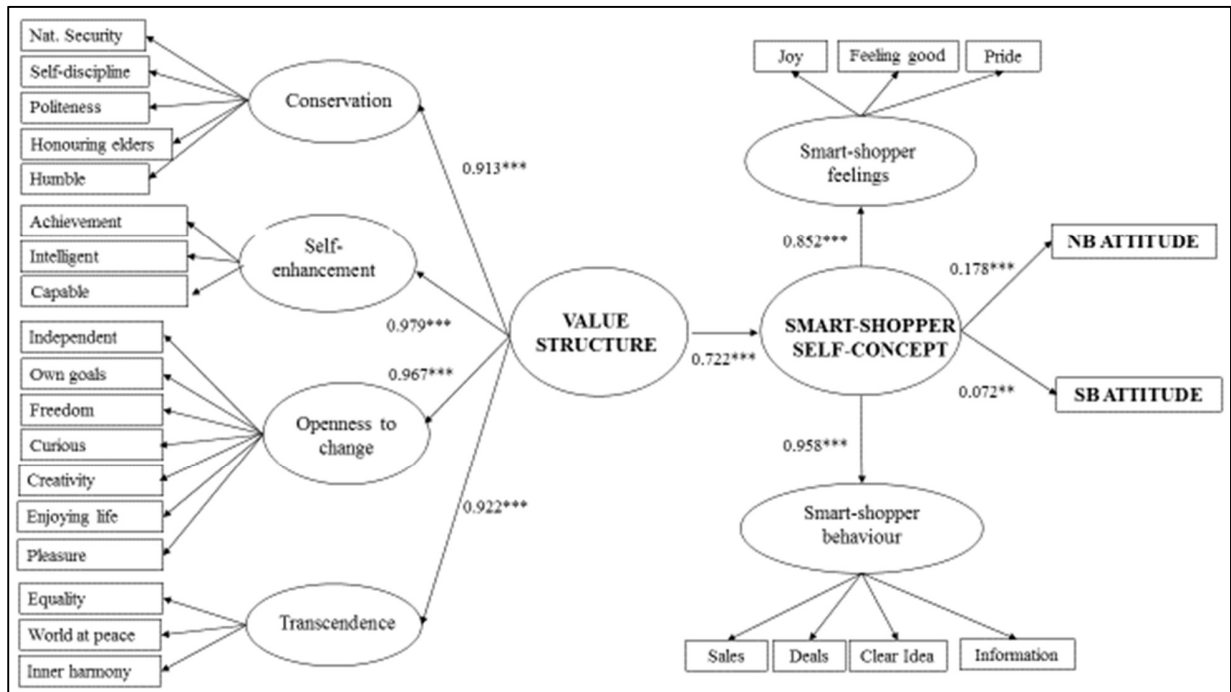 Nat. Security
Self-discipline
Politeness
Honouring elders
Humble
Conservation
0.913***
Achievement
Intelligent
Capable
Self-
enhancement
0.979***
Independent
Own goals
Freedom
Curious
Creativity
Enjoying life
Pleasure
Openness to
change
0.967***
Equality
World at peace
Inner harmony
Transcendence
0.922***
VALUE
STRUCTURE
0.722***
Joy
Feeling good
Pride
Smart-shopper
feelings
0.852***
SMART-SHOPPER
SELF-CONCEPT
0.178***
NB ATTITUDE
0.072**
SB ATTITUDE
0.958***
Smart-shopper
behaviour
Sales
Deals
Clear Idea
Information